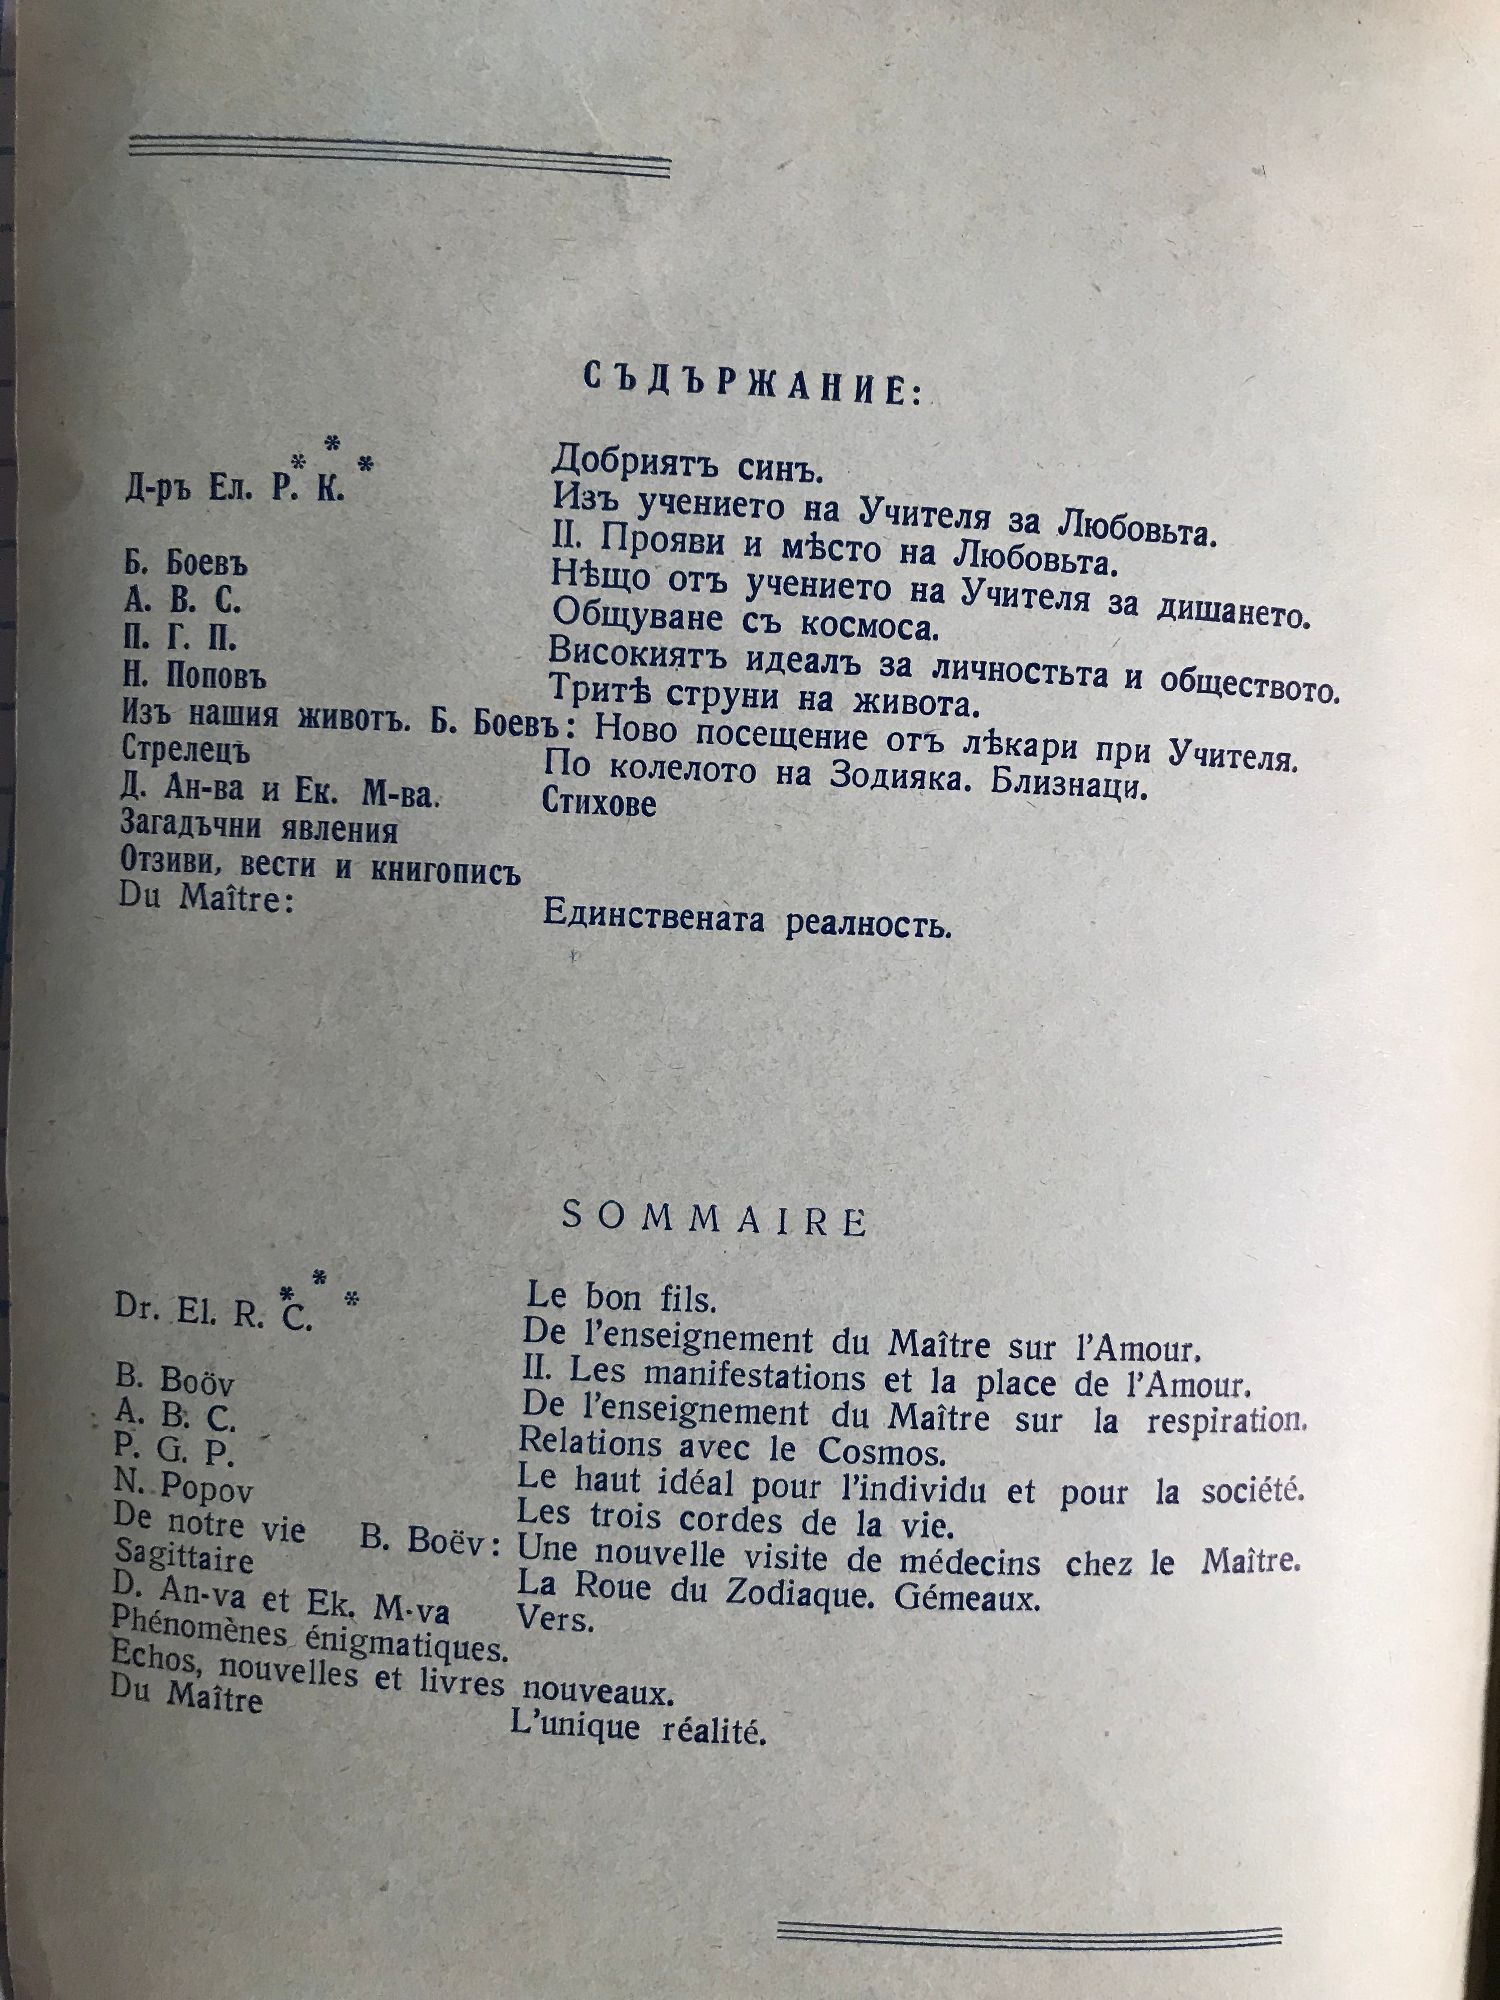 СЪДЪРЖАНИЕ:
* * * Добриятъ синъ.
Д-ръ Ел. Р. К. Изъ учението на Учителя за Любовьта.
II. Прояви и мѣсто на Любовьта.
Б. Боевъ Нѣщо отъ учението на Учителя за дишането.
А. В. С. Общуване съ космоса.
П. Г. П. Високиятъ идеалъ за личностьта и обществото.
Н. Поповъ Тритѣ струни на живота.
Изъ нашия животъ. Б. Боевъ: Ново посещение отъ лѣкари при Учителя.
Стрелецъ По колелото на Зодияка. Близнаци.
Д. Ан-ва и Ек. М-ва. Стихове
Загадъчни явления
Отзиви, вести и книгописъ
Du Maître: Единствената реалность.
SOMMAIRE
* * * Le bon fils.
Dr. El. R. C. De l'enseignement du Maître sur l'Amour.
II. Les manifestations et la place de l'Amour.
B. Boöv De l'enseignement du Maître sur la respiration.
A. B. C. Relations avec le Cosmos.
P. G. P. Le haut idéal pour l'individu et pour la société.
N. Popov Les trois cordes de la vie.
De notre vie B. Boëv: Une nouvelle visite de médecins chez le Maître.
Sagittaire La Roue du Zodiaque. Gémeaux.
D. An-va et Ek. M-va Vers.
Phénomènes énigmatiques.
Echos, nouvelles et livres nouveaux.
Du Maître L'unique réalité.